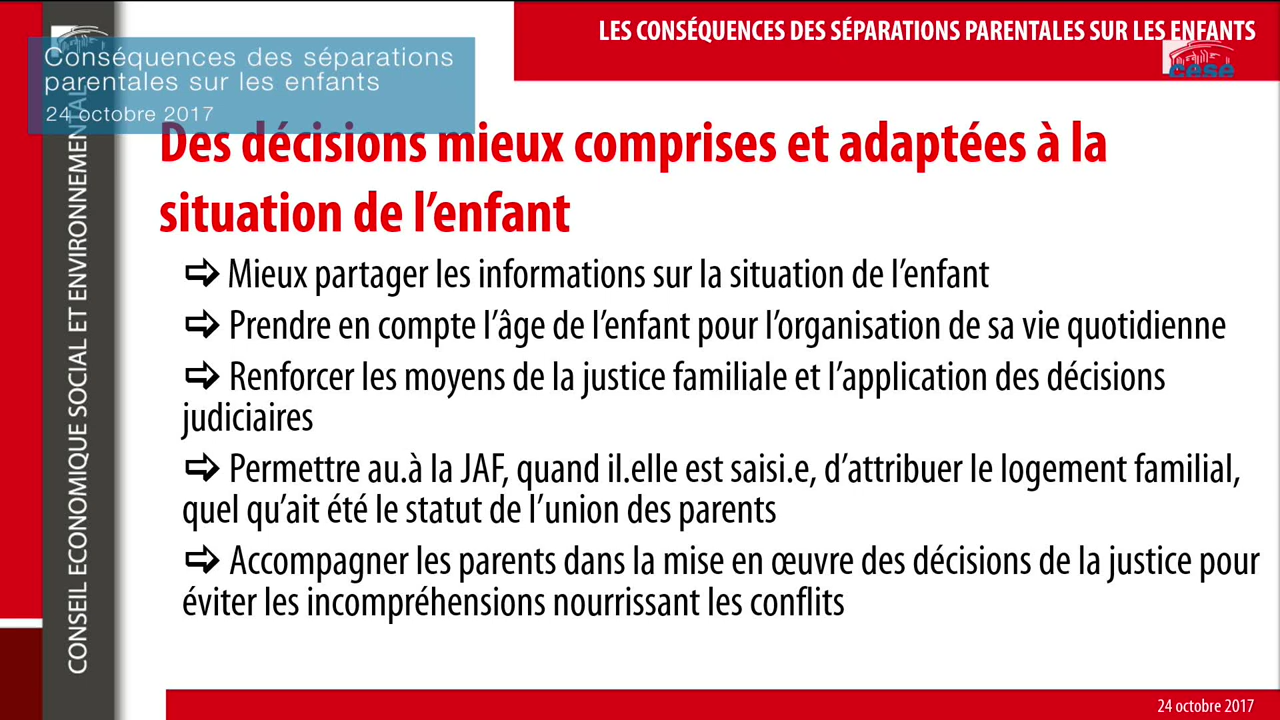 LES CONSÉQUENCES DES SÉPARATIONS PARENTALES SUR LES ENFANTS
cese
Conséquences des séparations
parentales sur les enfants
24 octobre 2017
CONSEIL ECONOMIQUE SOCIAL ET ENVIRONNEMENTAL
Des décisions mieux comprises et adaptées à la
situation de l’enfant
⇨ Mieux partager les informations sur la situation de l’enfant
⇨ Prendre en compte l’âge de l’enfant pour l’organisation de sa vie quotidienne
⇨ Renforcer les moyens de la justice familiale et l’application des décisions
judiciaires
⇨ Permettre au.à la JAF, quand il.elle est saisi.e, d’attribuer le logement familial,
quel qu’ait été le statut de l’union des parents
⇨ Accompagner les parents dans la mise en œuvre des décisions de la justice pour
éviter les incompréhensions nourrissant les conflits
24 octobre 2017